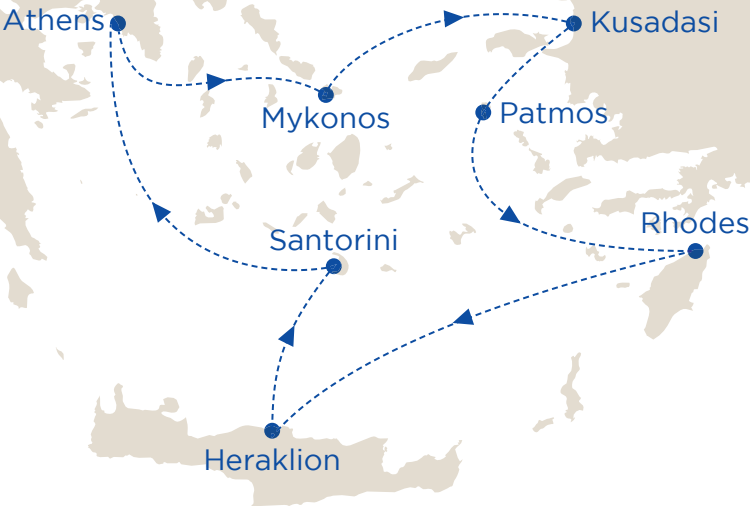 Athens
Kusadasi
Mykonos
Patmos
Rhodes
Santorini
Heraklion